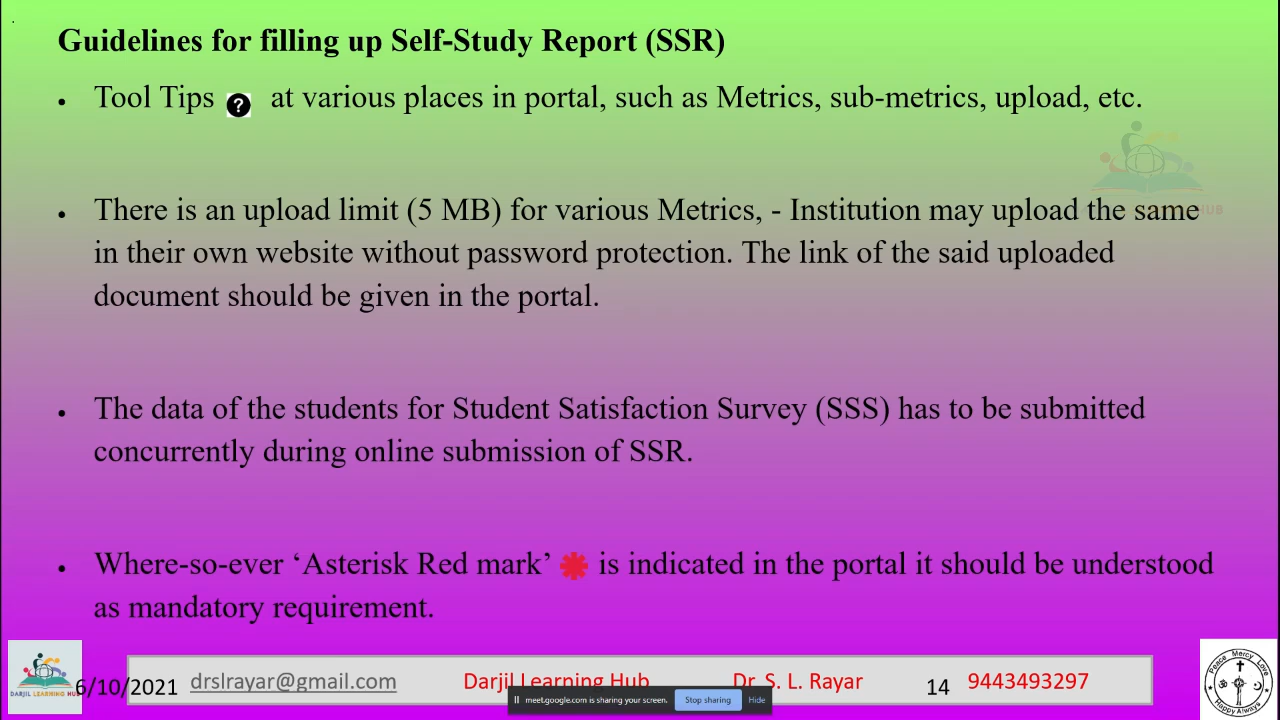 Guidelines for filling up Self-Study Report (SSR)
• Tool Tips ? at various places in portal, such as Metrics, sub-metrics, upload, etc.
• There is an upload limit (5 MB) for various Metrics, - Institution may upload the same
in their own website without password protection. The link of the said uploaded
document should be given in the portal.
• The data of the students for Student Satisfaction Survey (SSS) has to be submitted
concurrently during online submission of SSR.
• Where-so-ever ‘Asterisk Red mark’ is indicated in the portal it should be understood
as mandatory requirement.
DARJIL LEARNING HUB
6/10/2021 drslrayar@gmail.com Darjil Learning Hub Dr. S. L. Rayar 14 9443493297
meet.google.com is sharing your screen. Stop sharing Hide
Peace Mercy Love
Happy Always